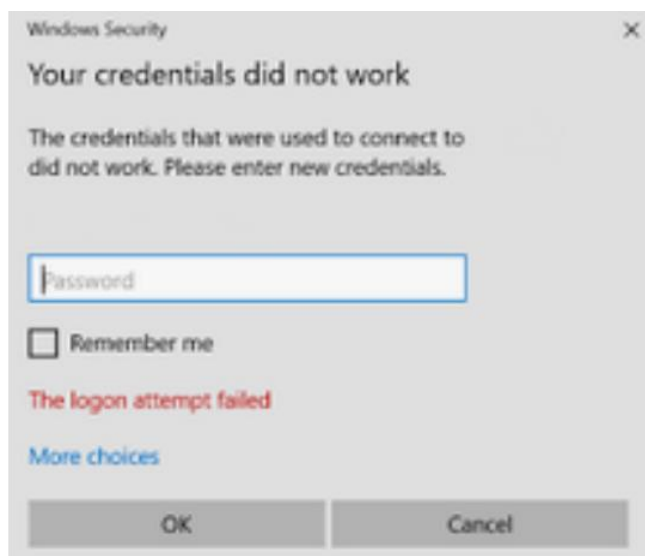 Windows Security
Your credentials did not work
The credentials that were used to connect to
did not work. Please enter new credentials.
Password
Remember me
The logon attempt failed
More choices
OK
Cancel